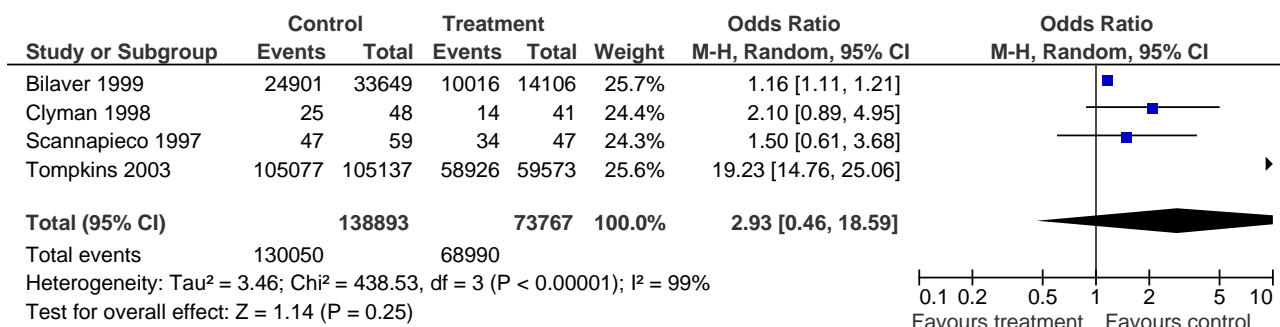 Control Treatment Odds Ratio Odds Ratio
Study or Subgroup Events Total Events Total Weight M-H, Random, 95% CI M-H, Random, 95% CI
Bilaver 1999 24901 33649 10016 14106 25.7% 1.16 [1.11, 1.21]
Clyman 1998 25 48 14 41 24.4% 2.10 [0.89, 4.95]
Scannapieco 1997 47 59 34 47 24.3% 1.50 [0.61, 3.68]
Tompkins 2003 105077 105137 58926 59573 25.6% 19.23 [14.76, 25.06]
Total (95% CI) 138893 73767 100.0% 2.93 [0.46, 18.59]
Total events 130050 68990
Heterogeneity: Tau² = 3.46; Chi² = 438.53, df = 3 (P < 0.00001); I² = 99%
Test for overall effect: Z = 1.14 (P = 0.25)
0.1 0.2 0.5 1 2 5 10
Favours treatment Favours control